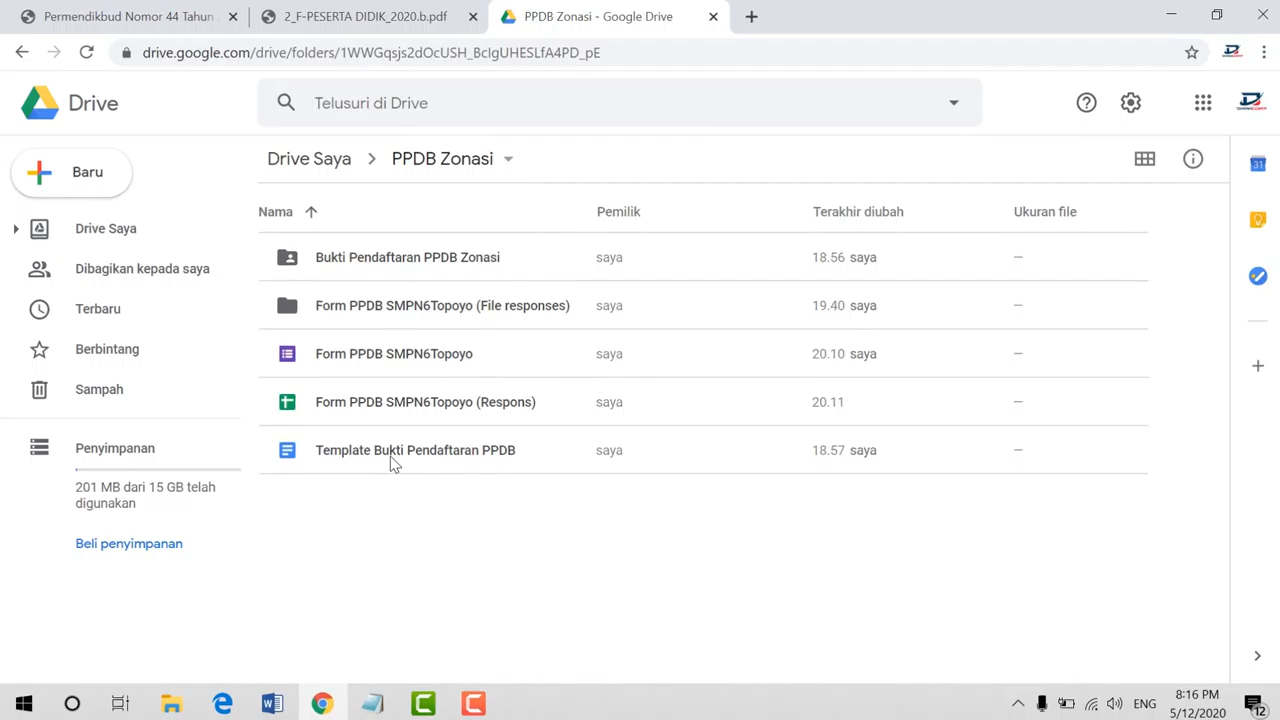 Permendikbud Nomor 44 Tahun
2_F-PESERTA DIDIK_2020.b.pdf
PPDB Zonasi - Google Drive
drive.google.com/drive/folders/1WWGqsjs2dOcUSH_BcIgUHESLfA4PD_pE
Drive
Telusuri di Drive
Baru
Drive Saya
Dibagikan kepada saya
Terbaru
Berbintang
Sampah
Penyimpanan
201 MB dari 15 GB telah
digunakan
Beli penyimpanan
Drive Saya > PPDB Zonasi
Nama Pemilik Terakhir diubah Ukuran file
Bukti Pendaftaran PPDB Zonasi saya 18.56 saya —
Form PPDB SMPN6Topoyo (File responses) saya 19.40 saya —
Form PPDB SMPN6Topoyo saya 20.10 saya —
Form PPDB SMPN6Topoyo (Respons) saya 20.11 —
Template Bukti Pendaftaran PPDB saya 18.57 saya —
31
ENG
8:16 PM
5/12/2020
12